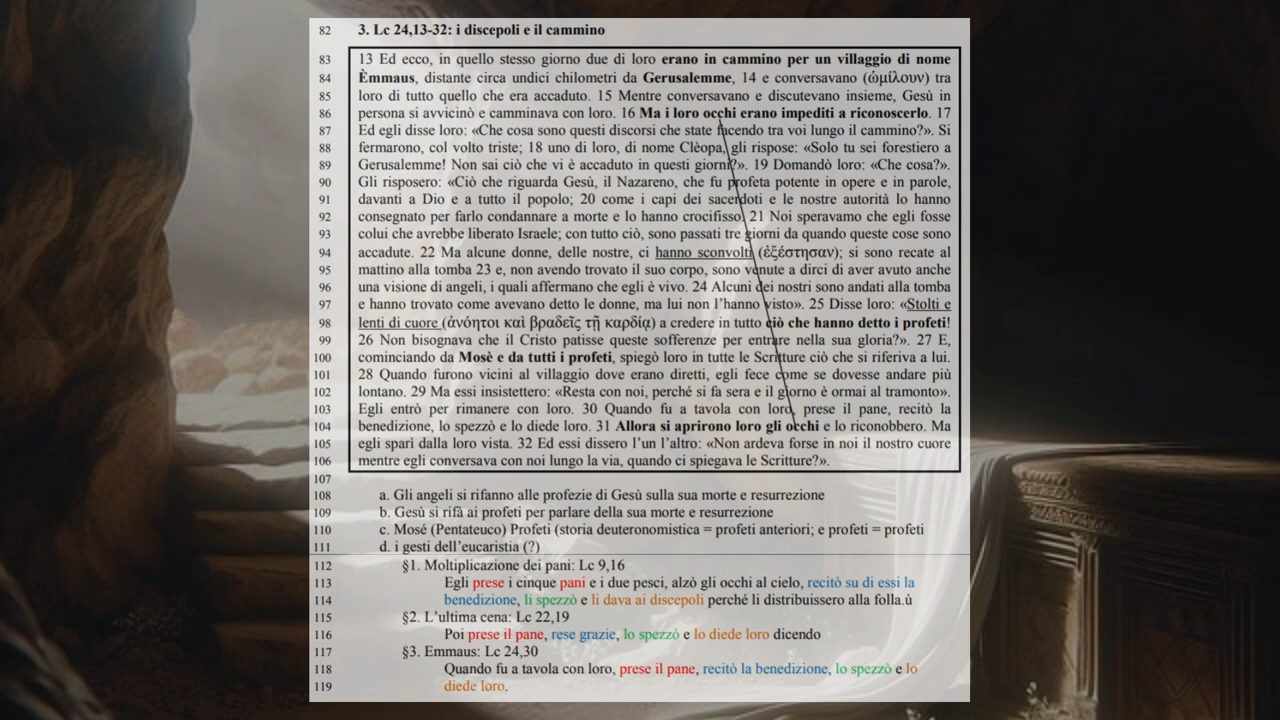 82 3. Lc 24,13-32: i discepoli e il cammino
83 13 Ed ecco, in quello stesso giorno due di loro erano in cammino per un villaggio di nome
84 Èmmaus, distante circa undici chilometri da Gerusalemme, 14 e conversavano (ὡμίλουν) tra
85 loro di tutto quello che era accaduto. 15 Mentre conversavano e discutevano insieme, Gesù in
86 persona si avvicinò e camminava con loro. 16 Ma i loro occhi erano impediti a riconoscerlo. 17
87 Ed egli disse loro: «Che cosa sono questi discorsi che state facendo tra voi lungo il cammino?». Si
88 fermarono, col volto triste; 18 uno di loro, di nome Clèopa, gli rispose: «Solo tu sei forestiero a
89 Gerusalemme! Non sai ciò che vi è accaduto in questi giorni?». 19 Domandò loro: «Che cosa?».
90 Gli risposero: «Ciò che riguarda Gesù, il Nazareno, che fu profeta potente in opere e in parole,
91 davanti a Dio e a tutto il popolo; 20 come i capi dei sacerdoti e le nostre autorità lo hanno
92 consegnato per farlo condannare a morte e lo hanno crocifisso. 21 Noi speravamo che egli fosse
93 colui che avrebbe liberato Israele; con tutto ciò, sono passati tre giorni da quando queste cose sono
94 accadute. 22 Ma alcune donne, delle nostre, ci hanno sconvolti (ἐξέστησαν); si sono recate al
95 mattino alla tomba 23 e, non avendo trovato il suo corpo, sono venute a dirci di aver avuto anche
96 una visione di angeli, i quali affermano che egli è vivo. 24 Alcuni dei nostri sono andati alla tomba
97 e hanno trovato come avevano detto le donne, ma lui non l'hanno visto». 25 Disse loro: «Stolti e
98 lenti di cuore (ἀνόητοι καὶ βραδεῖς τῇ καρδίᾳ) a credere in tutto ciò che hanno detto i profeti!
99 26 Non bisognava che il Cristo patisse queste sofferenze per entrare nella sua gloria?». 27 E,
100 cominciando da Mosè e da tutti i profeti, spiegò loro in tutte le Scritture ciò che si riferiva a lui.
101 28 Quando furono vicini al villaggio dove erano diretti, egli fece come se dovesse andare più
102 lontano. 29 Ma essi insistettero: «Resta con noi, perché si fa sera e il giorno è ormai al tramonto».
103 Egli entrò per rimanere con loro. 30 Quando fu a tavola con loro, prese il pane, recitò la
104 benedizione, lo spezzò e lo diede loro. 31 Allora si aprirono loro gli occhi e lo riconobbero. Ma
105 egli sparì dalla loro vista. 32 Ed essi dissero l'un l'altro: «Non ardeva forse in noi il nostro cuore
106 mentre egli conversava con noi lungo la via, quando ci spiegava le Scritture?».
107
108 a. Gli angeli si rifanno alle profezie di Gesù sulla sua morte e resurrezione
109 b. Gesù si rifà ai profeti per parlare della sua morte e resurrezione
110 c. Mosé (Pentateuco) Profeti (storia deuteronomistica = profeti anteriori; e profeti = profeti
111 d. i gesti dell'eucaristia (?)
112 §1. Moltiplicazione dei pani: Lc 9,16
113 Egli prese i cinque pani e i due pesci, alzò gli occhi al cielo, recitò su di essi la
114 benedizione, li spezzò e li dava ai discepoli perché li distribuissero alla folla.ù
115 §2. L'ultima cena: Lc 22,19
116 Poi prese il pane, rese grazie, lo spezzò e lo diede loro dicendo
117 §3. Emmaus: Lc 24,30
118 Quando fu a tavola con loro, prese il pane, recitò la benedizione, lo spezzò e lo
119 diede loro.